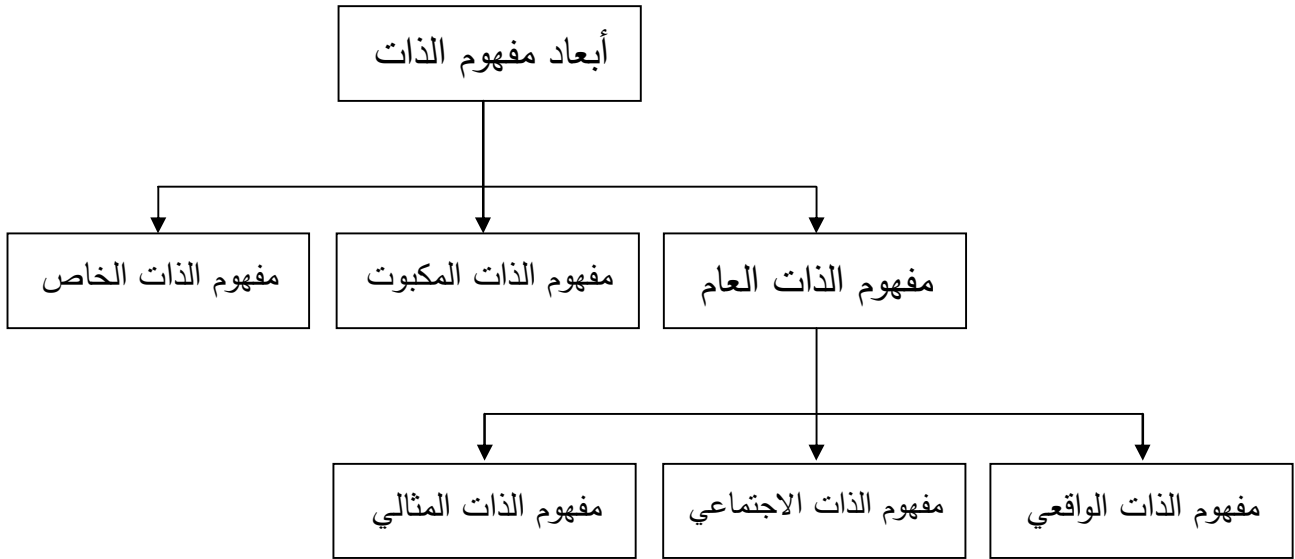 أبعاد مفهوم الذات
مفهوم الذات العام
مفهوم الذات المكبوت
مفهوم الذات الخاص
مفهوم الذات الواقعي
مفهوم الذات الاجتماعي
مفهوم الذات المثالي